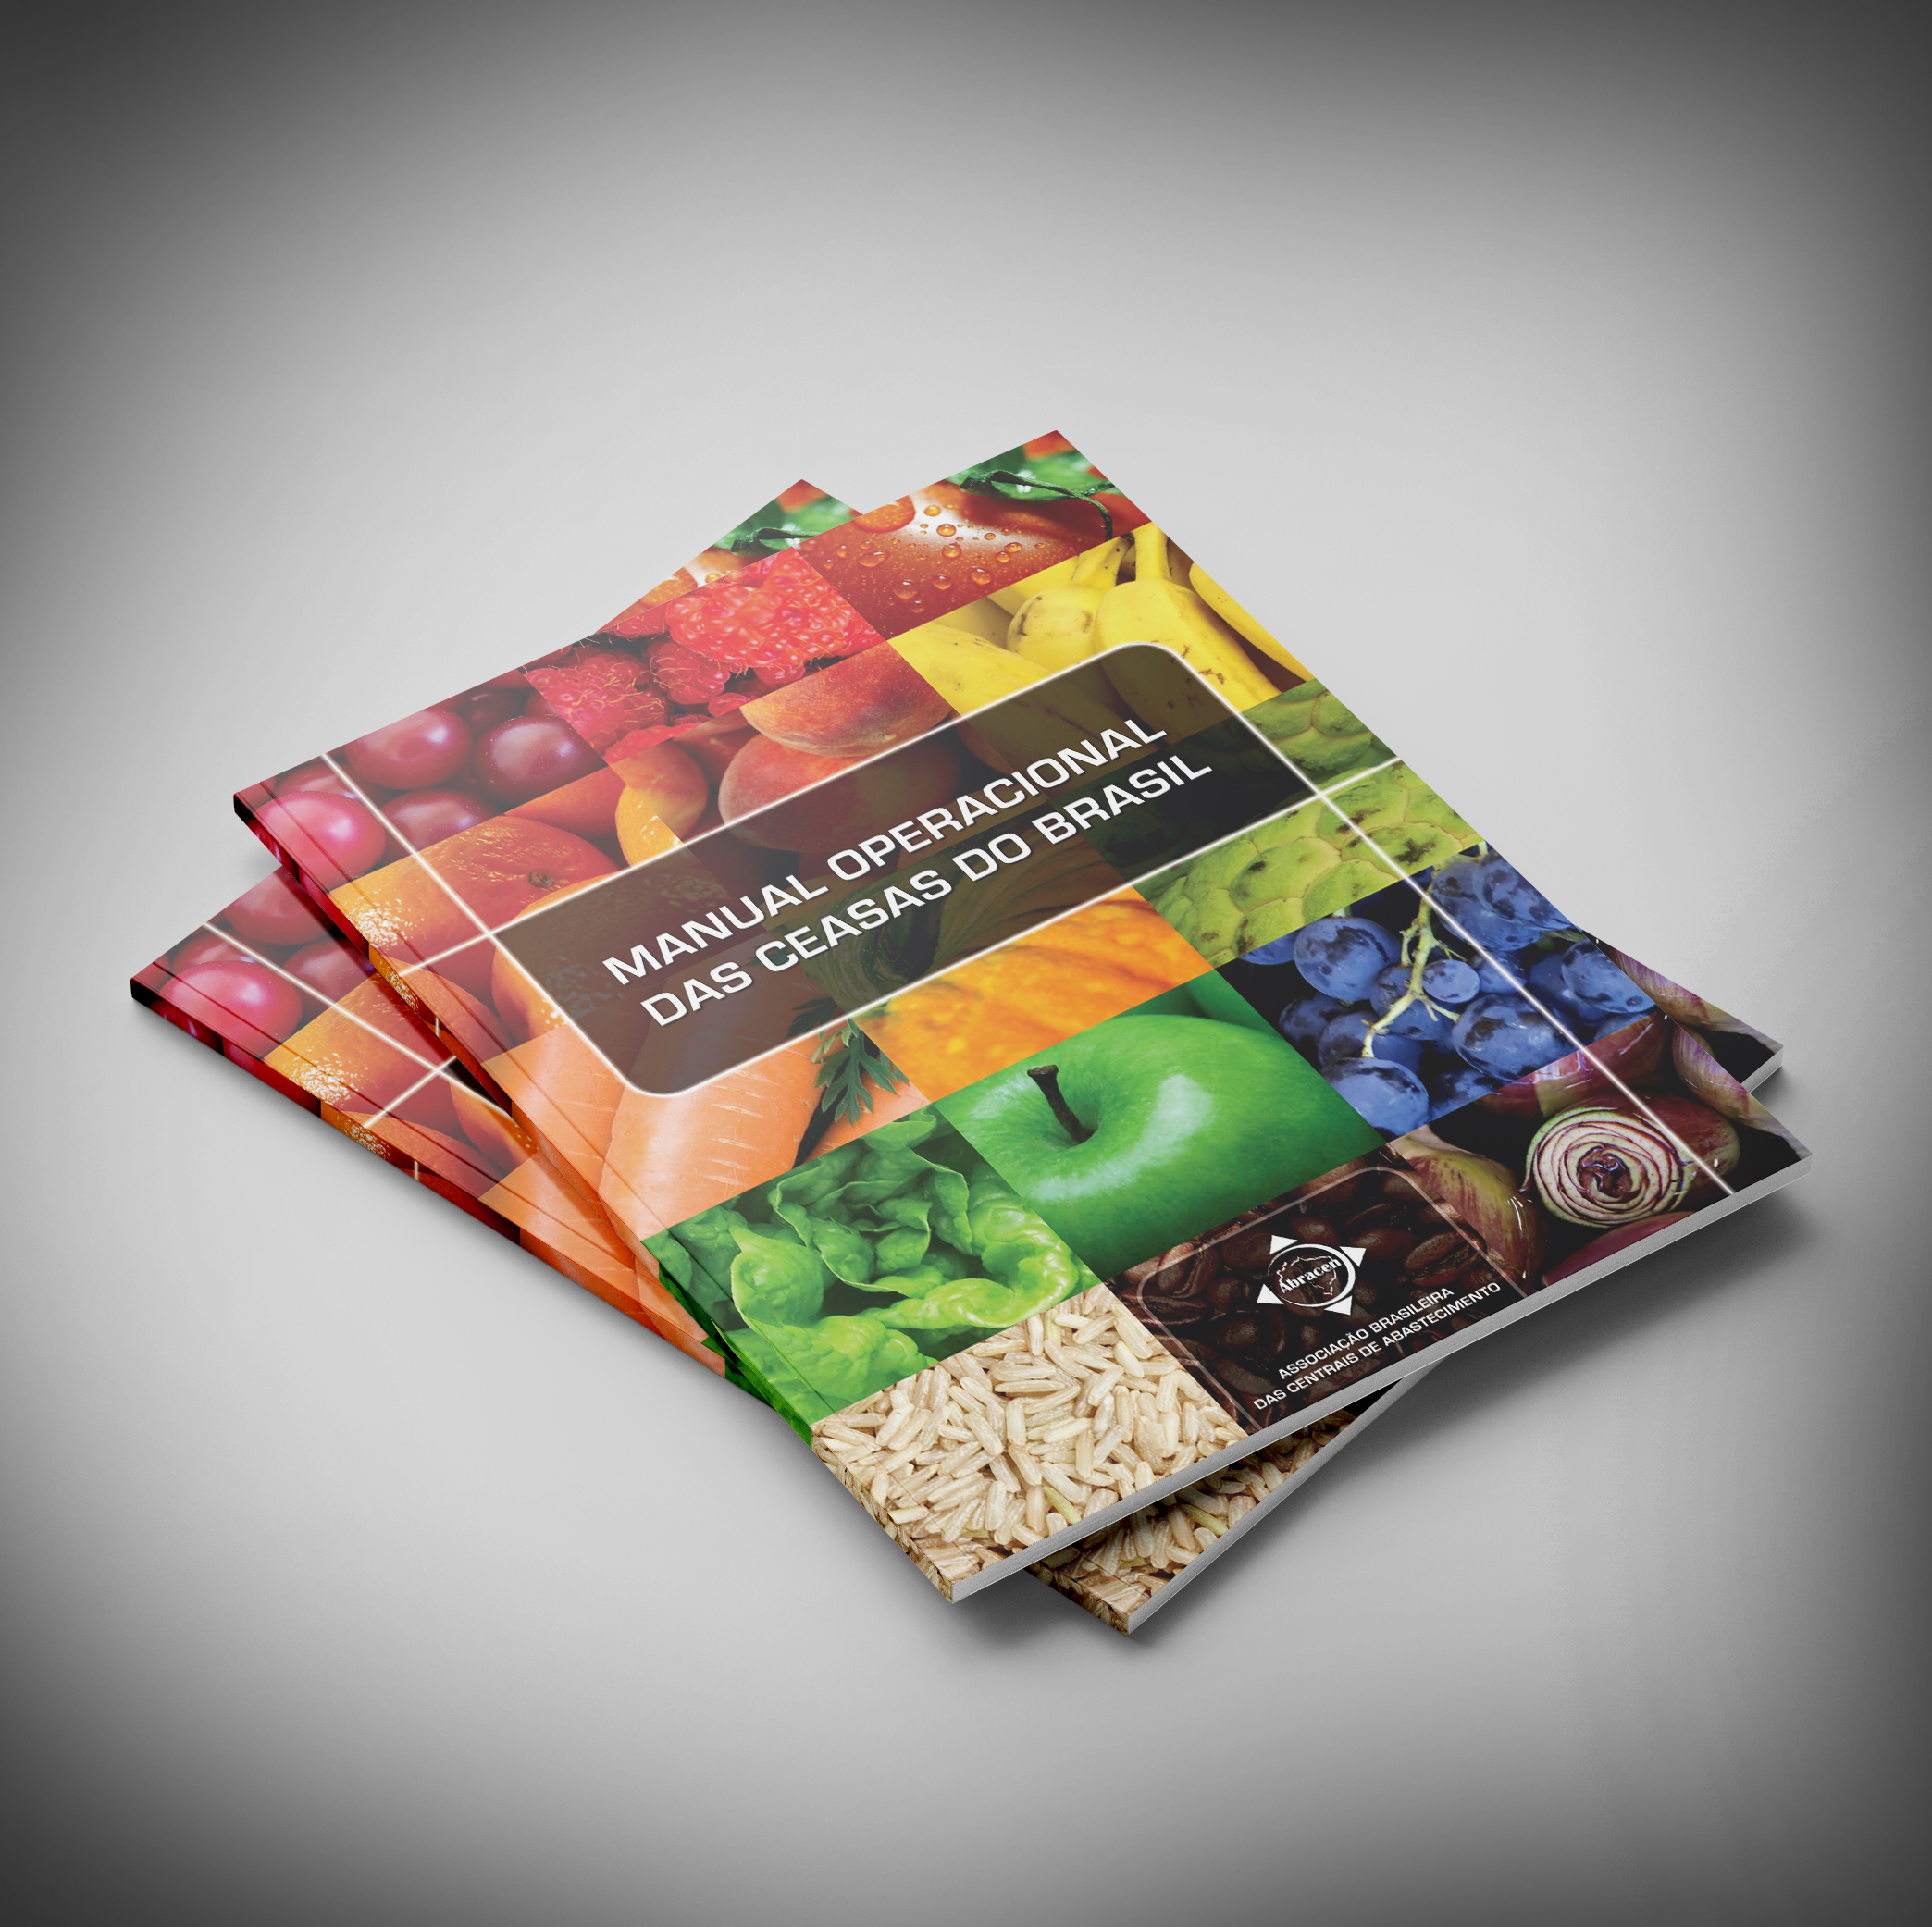 MANUAL OPERACIONAL
DAS CEASAS DO BRASIL
Abracen
ASSOCIAÇÃO BRASILEIRA
DAS CENTRAIS DE ABASTECIMENTO